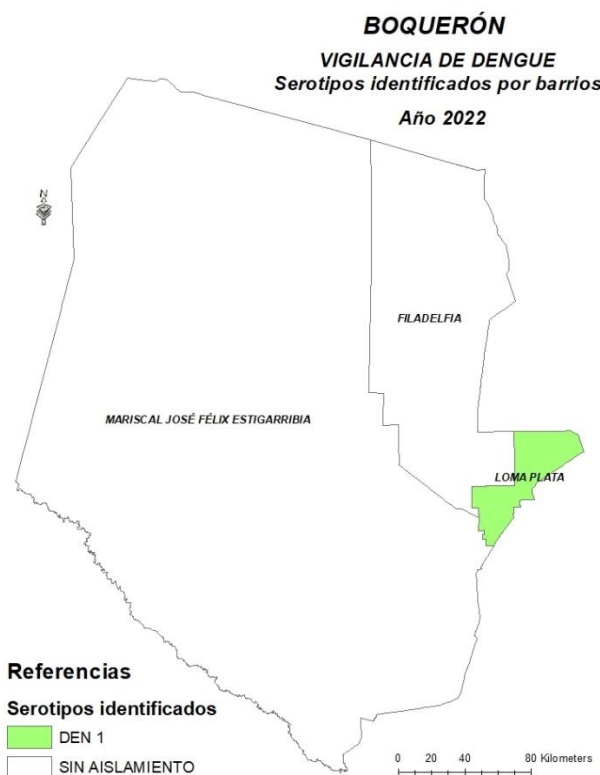 BOQUERÓN
VIGILANCIA DE DENGUE
Serotipos identificados por barrios
Año 2022
N
FILADELFIA
MARISCAL JOSÉ FÉLIX ESTIGARRIBIA
LOMA PLATA
Referencias
Serotipos identificados
DEN 1
SIN AISLAMIENTO
0 20 40 80 Kilometers